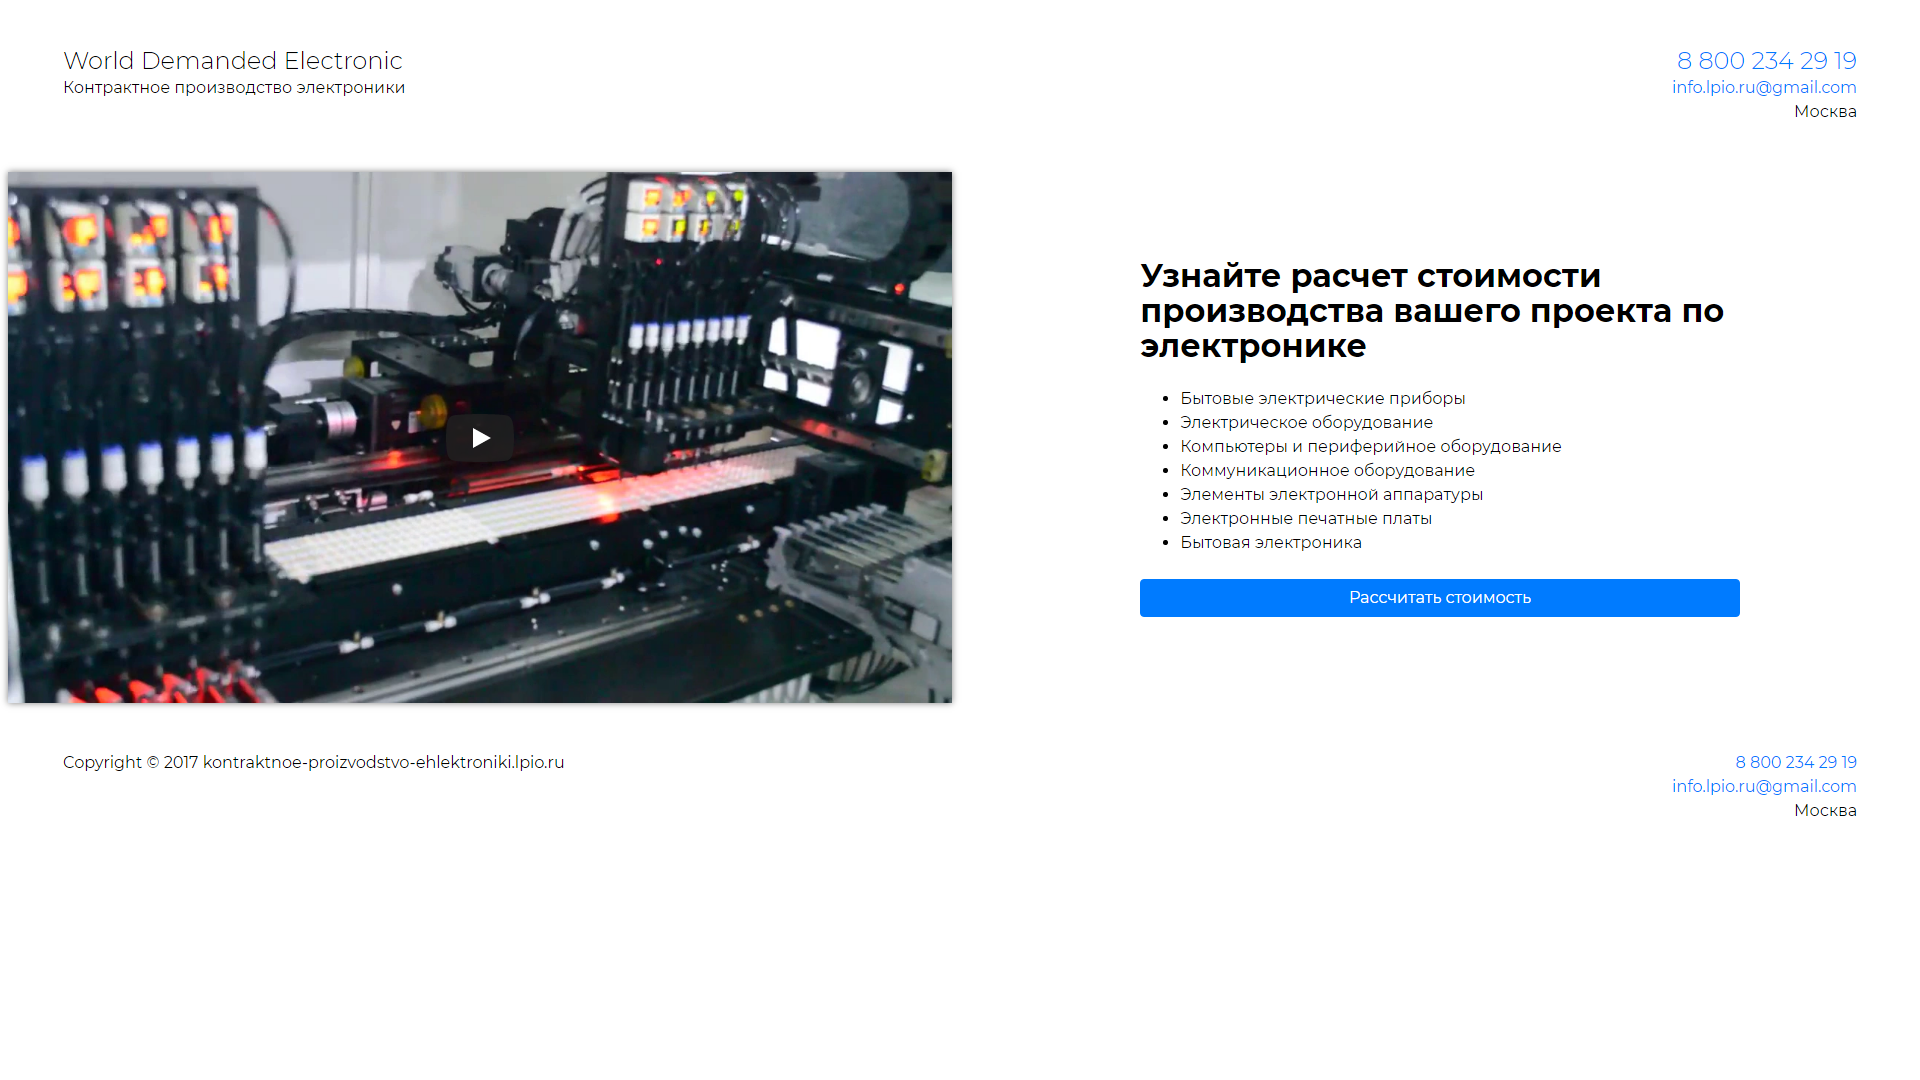 World Demanded Electronic
Контрактное производство электроники
8 800 234 29 19
info.lpio.ru@gmail.com
Москва
Узнайте расчет стоимости
производства вашего проекта по
электронике
Бытовые электрические приборы
Электрическое оборудование
Компьютеры и периферийное оборудование
Коммуникационное оборудование
Элементы электронной аппаратуры
Электронные печатные платы
Бытовая электроника
Рассчитать стоимость
Copyright © 2017 kontraktnoe-proizvodstvo-ehlektroniki.lpio.ru
8 800 234 29 19
info.lpio.ru@gmail.com
Москва